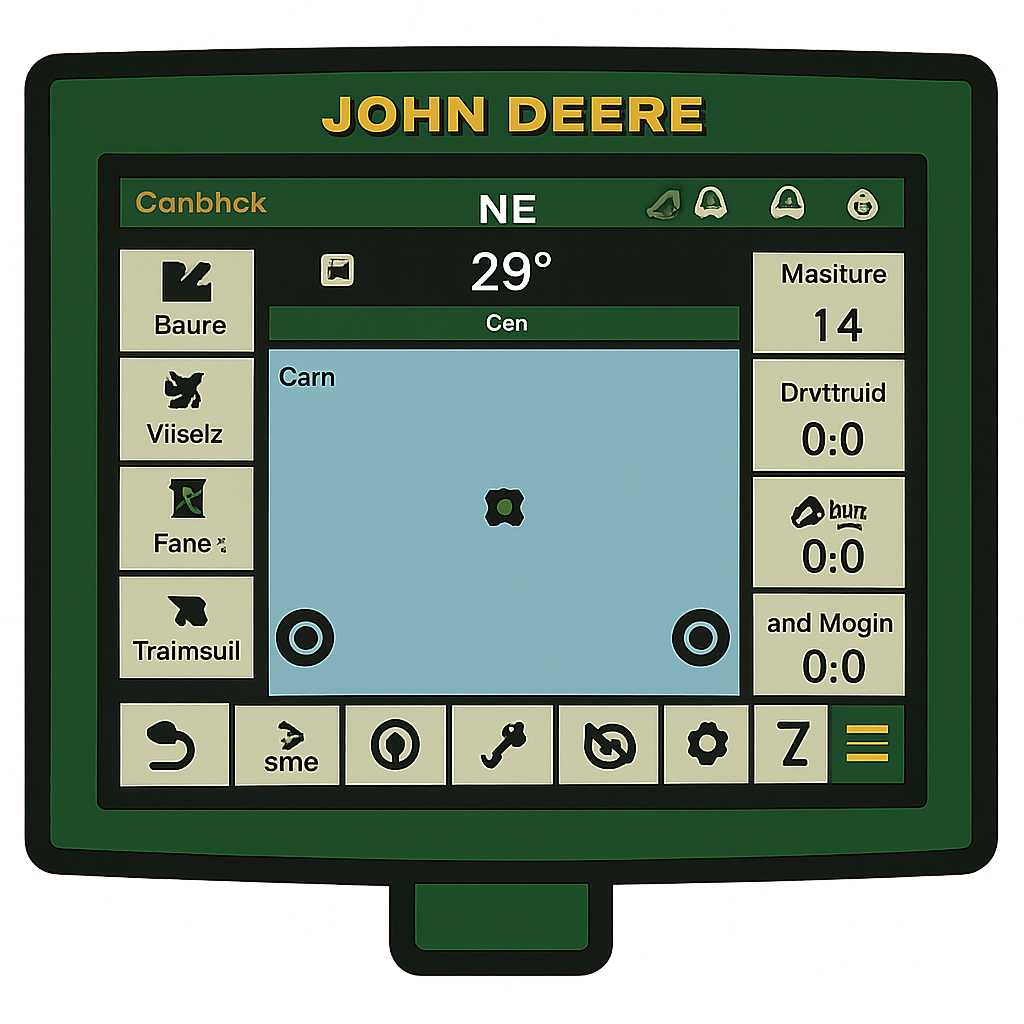 JOHN DEERE
Canbhck
NE
29°
Cen
Carn
Baure
Viiselz
Fane
Traimsuil
Masiture
14
Drvttruid
0:0
0:0
and Mogin
0:0
sme
Z